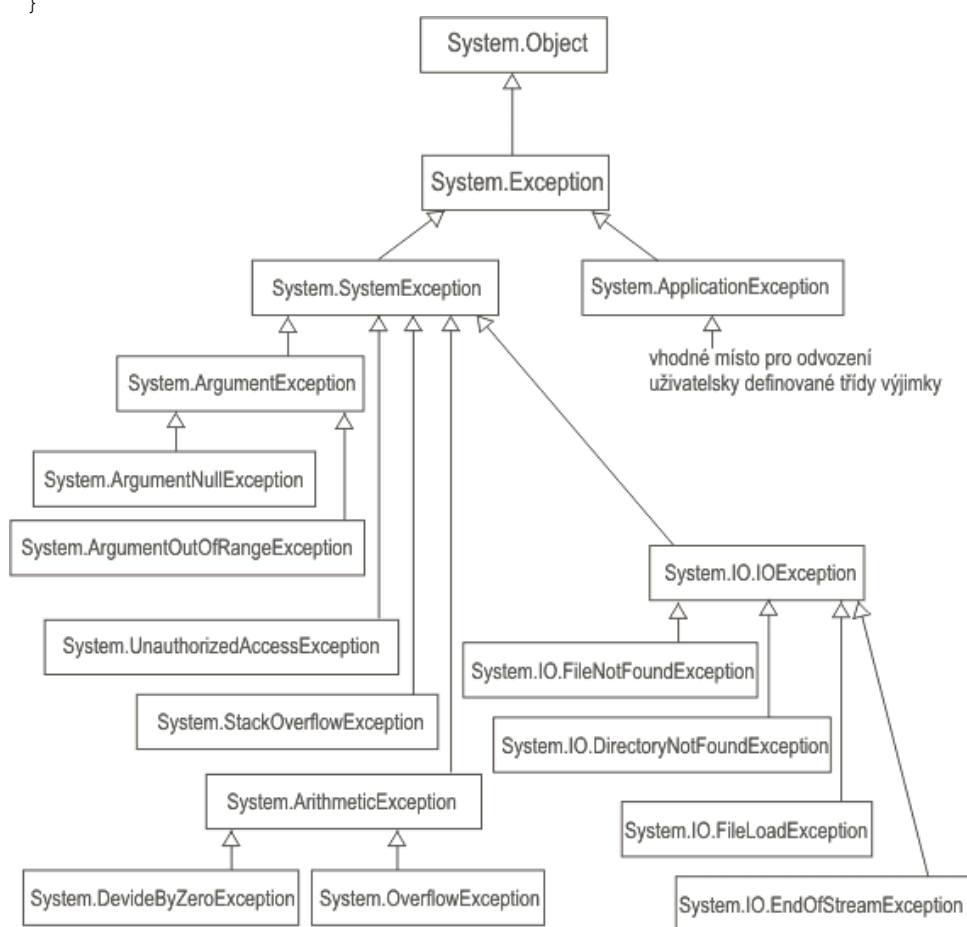 }
System.Object
System.Exception
System.SystemException
System.ApplicationException
vhodné místo pro odvození
uživatelsky definované třídy výjimky
System.ArgumentException
System.ArgumentNullException
System.ArgumentOutOfRangeException
System.IO.IOException
System.UnauthorizedAccessException
System.IO.FileNotFoundException
System.StackOverflowException
System.IO.DirectoryNotFoundException
System.ArithmeticException
System.IO.FileLoadException
System.DevideByZeroException
System.OverflowException
System.IO.EndOfStreamException